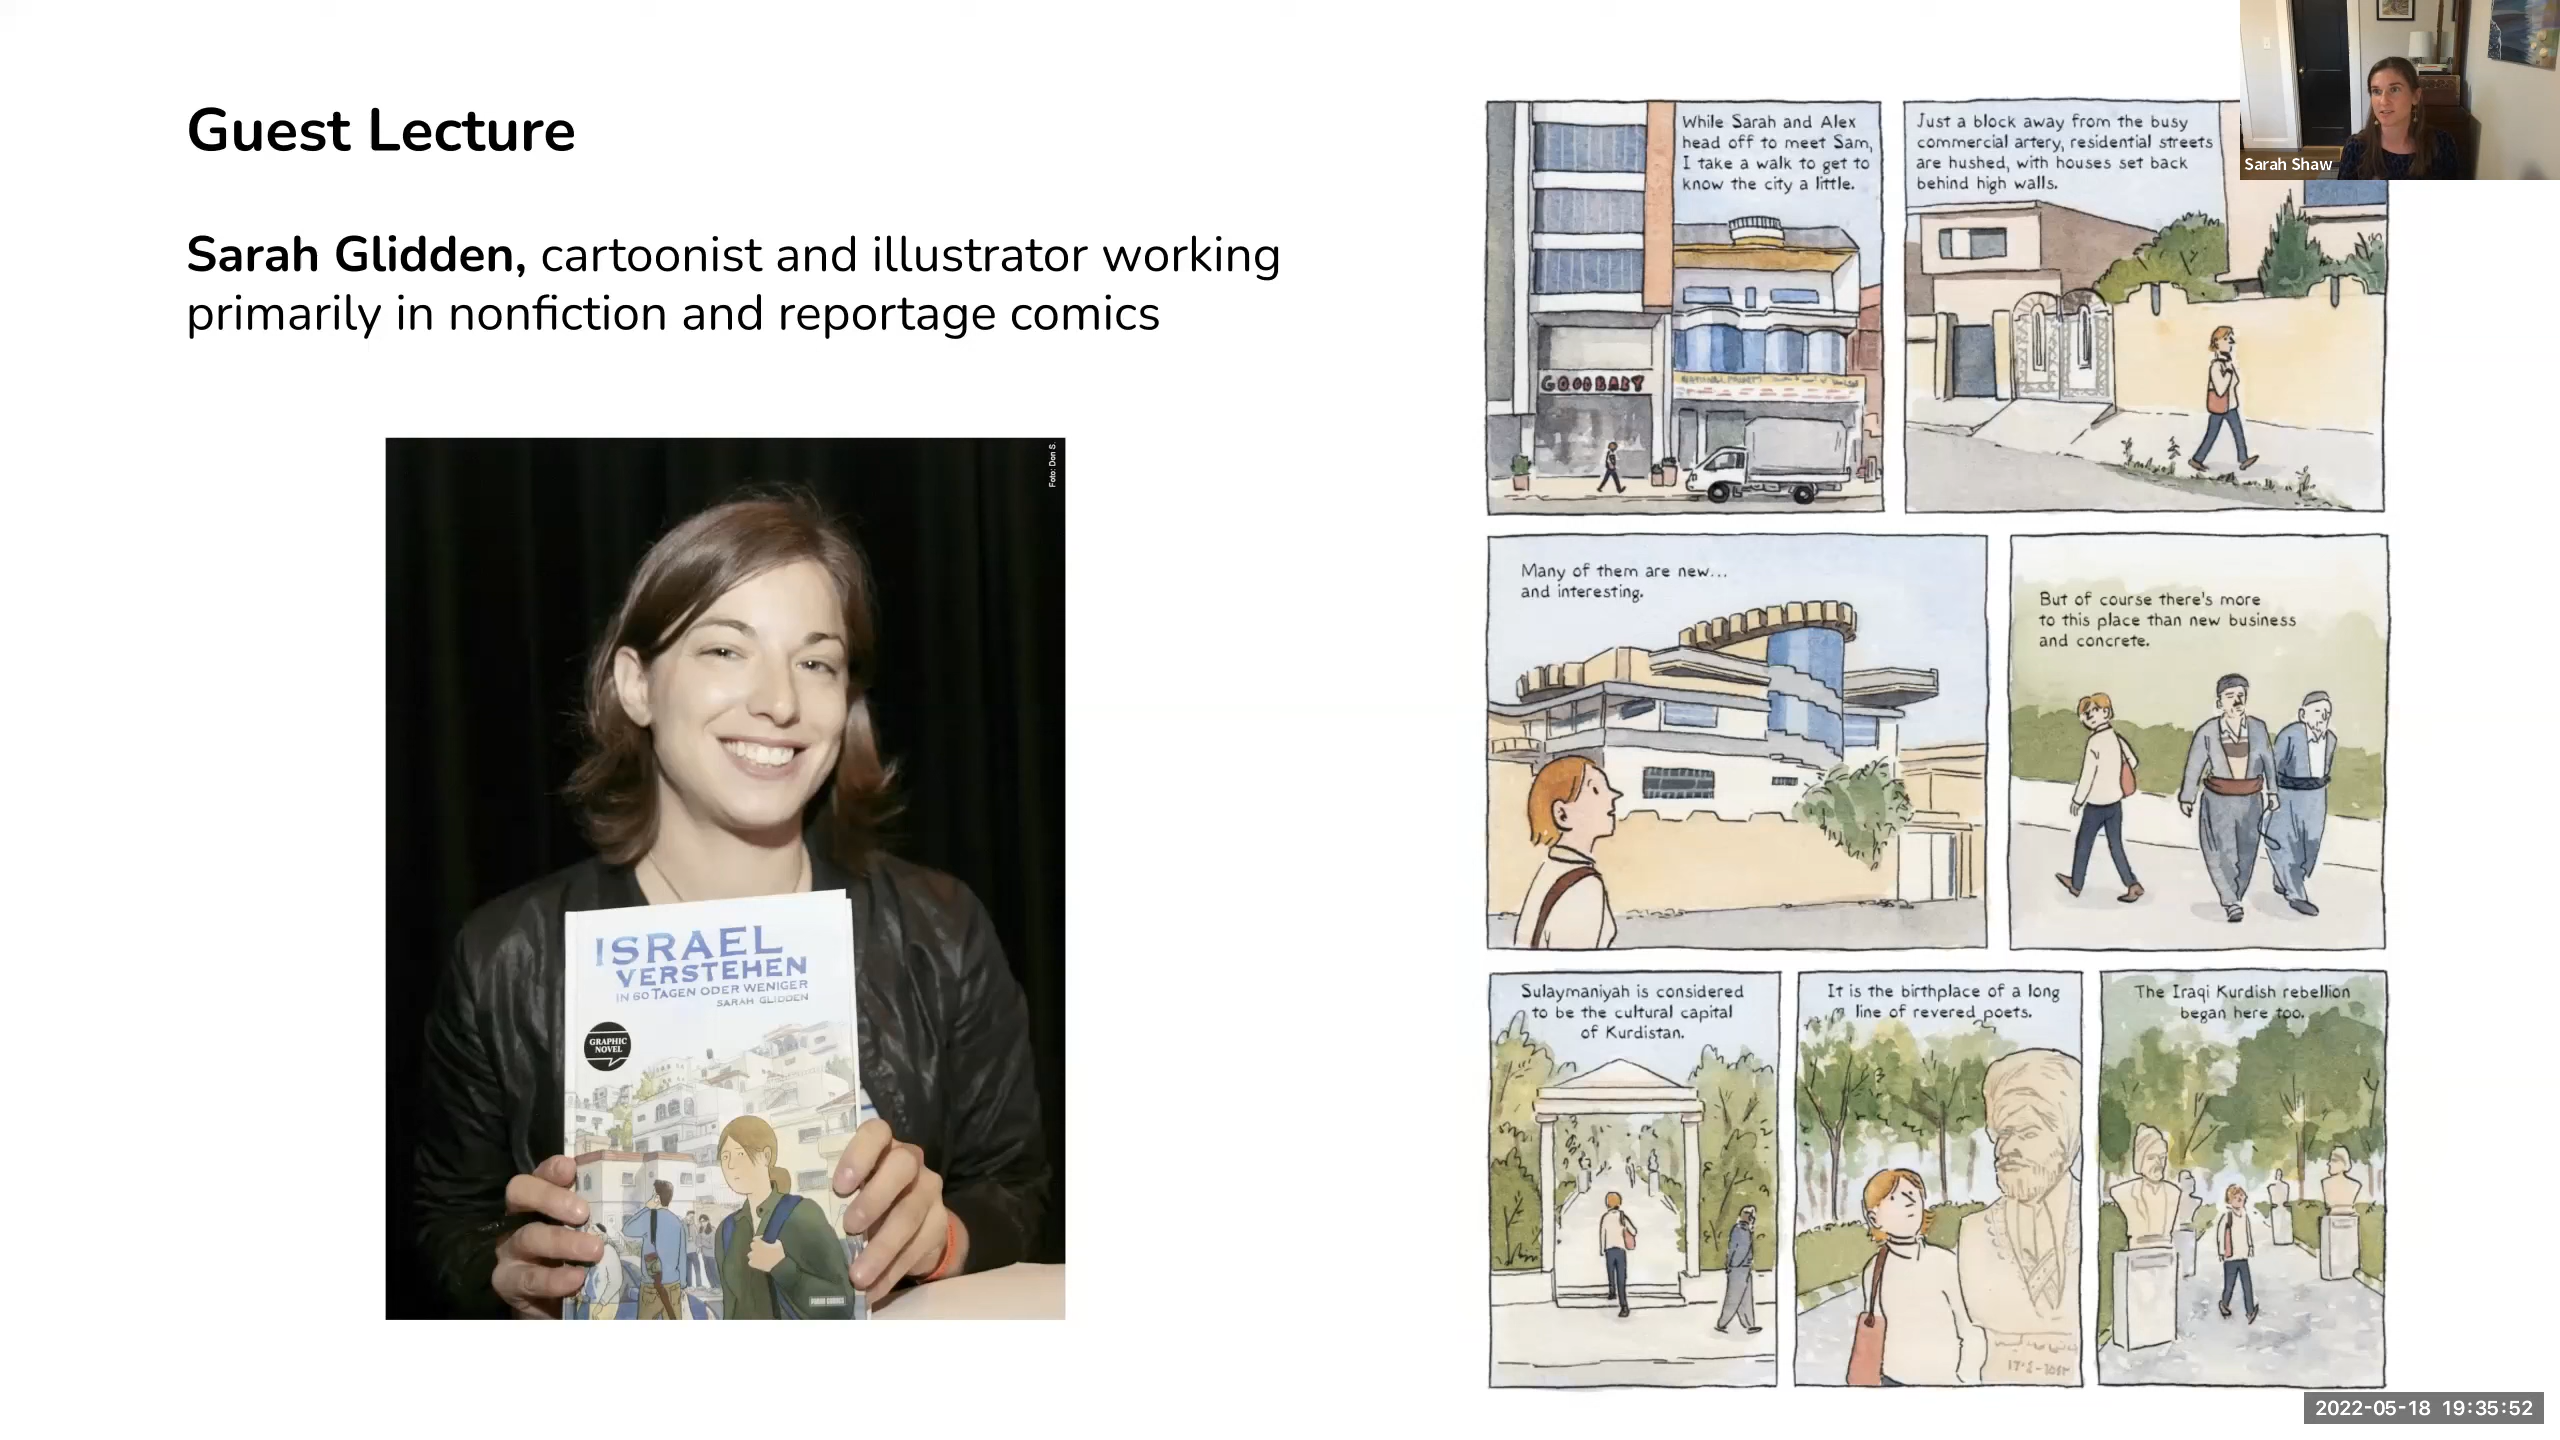 Guest Lecture
Sarah Glidden, cartoonist and illustrator working
primarily in nonfiction and reportage comics
Foto: Don S.
ISRAEL
VERSTEHEN
IN 60 TAGEN ODER WENIGER
SARAH GLIDDEN
GRAPHIC
NOVEL
PANINI COMICS
While Sarah and Alex
head off to meet Sam,
I take a walk to get to
know the city a little.
GOODBABY
Just a block away from the busy
commercial artery, residential streets
are hushed, with houses set back
behind high walls.
Many of them are new...
and interesting.
But of course there's more
to this place than new business
and concrete.
Sulaymaniyah is considered
to be the cultural capital
of Kurdistan.
It is the birthplace of a long
line of revered poets.
The Iraqi Kurdish rebellion
began here too.
Sarah Shaw
2022-05-18 19:35:52